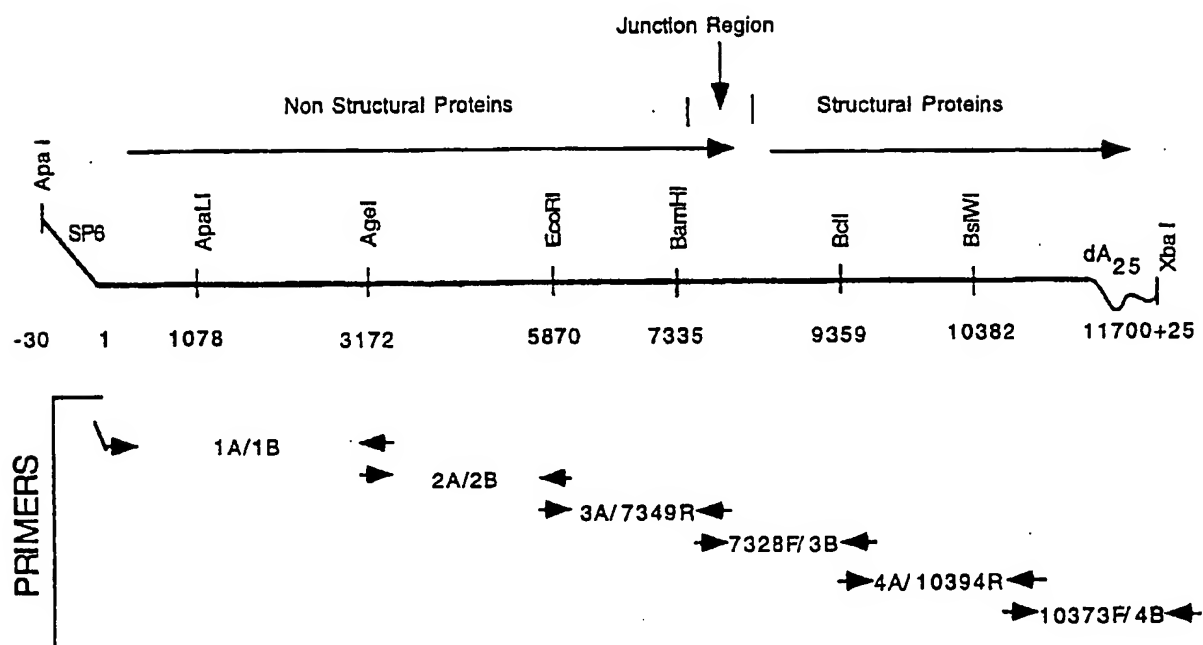 Junction Region
Non Structural Proteins
Structural Proteins
Apa I
SP6
ApaLI
AgeI
EcoRI
BamHI
BclI
BsiWI
dA25
Xba I
-30 1 1078 3172 5870 7335 9359 10382 11700+25
PRIMERS
1A/1B
2A/2B
3A/7349R
7328F/3B
4A/10394R
10373F/4B